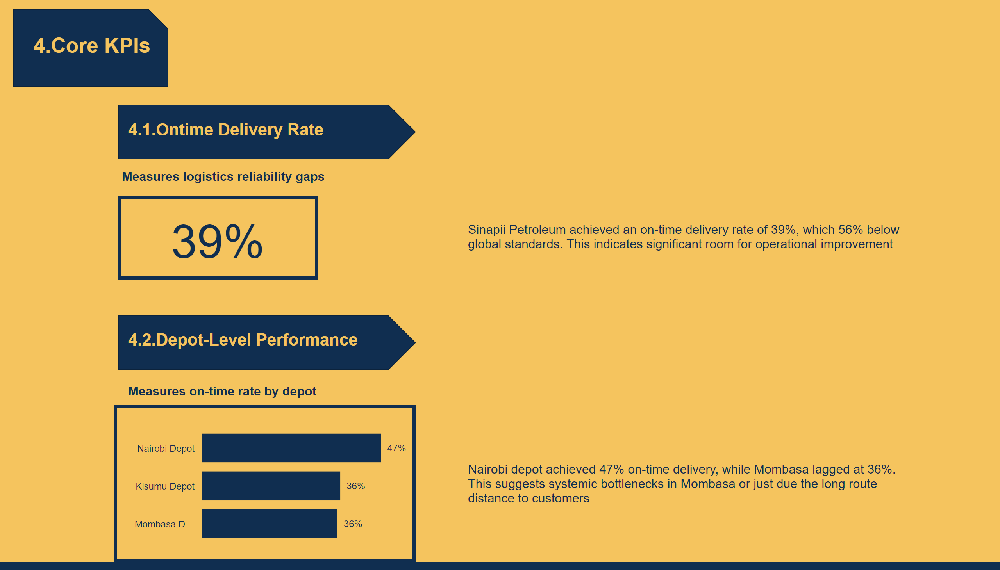 4.Core KPIs
4.1.Ontime Delivery Rate
Measures logistics reliability gaps
39%
Sinapii Petroleum achieved an on-time delivery rate of 39%, which 56% below
global standards. This indicates significant room for operational improvement
4.2.Depot-Level Performance
Measures on-time rate by depot
Nairobi Depot 47%
Kisumu Depot 36%
Mombasa D... 36%
Nairobi depot achieved 47% on-time delivery, while Mombasa lagged at 36%.
This suggests systemic bottlenecks in Mombasa or just due the long route
distance to customers